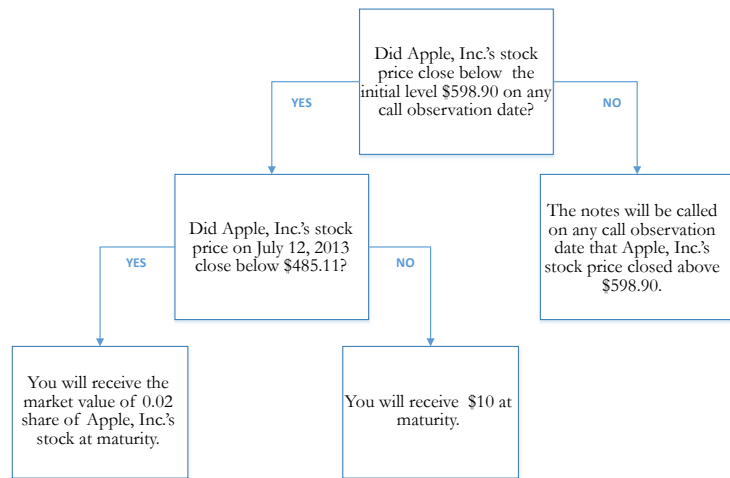 Did Apple, Inc.'s stock
price close below the
initial level $598.90 on any
call observation date?
YES
NO
Did Apple, Inc.'s stock
price on July 12, 2013
close below $485.11?
The notes will be called
on any call observation
date that Apple, Inc.'s
stock price closed above
$598.90.
YES
NO
You will receive the
market value of 0.02
share of Apple, Inc.'s
stock at maturity.
You will receive $10 at
maturity.